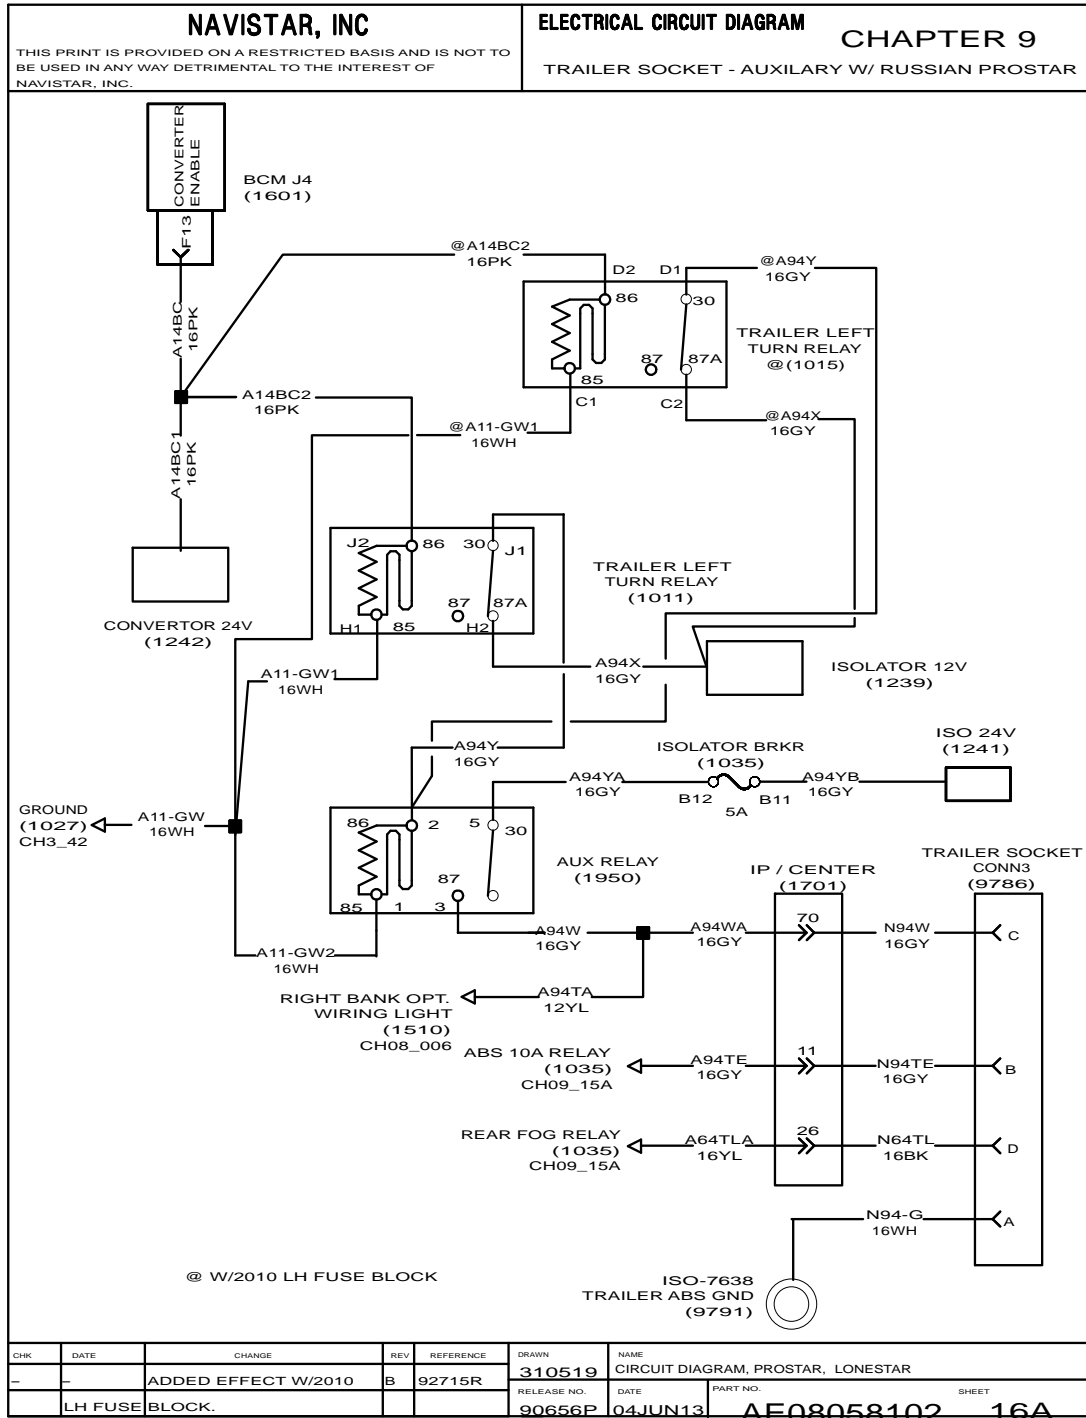 NAVISTAR, INC
THIS PRINT IS PROVIDED ON A RESTRICTED BASIS AND IS NOT TO
BE USED IN ANY WAY DETRIMENTAL TO THE INTEREST OF
NAVISTAR, INC.
ELECTRICAL CIRCUIT DIAGRAM
CHAPTER 9
TRAILER SOCKET - AUXILARY W/ RUSSIAN PROSTAR
CONVERTER
ENABLE
F13
BCM J4
(1601)
A14BC
16PK
@A14BC2
16PK
D2
D1
@A94Y
16GY
86
30
87
87A
85
C1
C2
TRAILER LEFT
TURN RELAY
@(1015)
A14BC2
16PK
@A11-GW1
16WH
@A94X
16GY
A14BC1
16PK
J2
86
30
J1
87
87A
H1
85
H2
TRAILER LEFT
TURN RELAY
(1011)
CONVERTOR 24V
(1242)
A11-GW1
16WH
A94X
16GY
ISOLATOR 12V
(1239)
A94Y
16GY
ISOLATOR BRKR
(1035)
ISO 24V
(1241)
A94YA
16GY
B12
5A
B11
A94YB
16GY
GROUND
(1027)
CH3_42
A11-GW
16WH
86
2
5
30
87
85
1
3
AUX RELAY
(1950)
IP / CENTER
(1701)
TRAILER SOCKET
CONN3
(9786)
A94W
16GY
A94WA
16GY
70
N94W
16GY
C
A11-GW2
16WH
RIGHT BANK OPT.
WIRING LIGHT
(1510)
CH08_006
A94TA
12YL
ABS 10A RELAY
(1035)
CH09_15A
A94TE
16GY
11
N94TE
16GY
B
REAR FOG RELAY
(1035)
CH09_15A
A64TLA
16YL
26
N64TL
16BK
D
N94-G
16WH
A
@ W/2010 LH FUSE BLOCK
ISO-7638
TRAILER ABS GND
(9791)
CHK DATE CHANGE REV REFERENCE
– – ADDED EFFECT W/2010 B 92715R
LH FUSE BLOCK.
DRAWN
310519
NAME
CIRCUIT DIAGRAM, PROSTAR, LONESTAR
RELEASE NO.
90656P
DATE
04JUN13
PART NO.
AE08058102
SHEET
16A